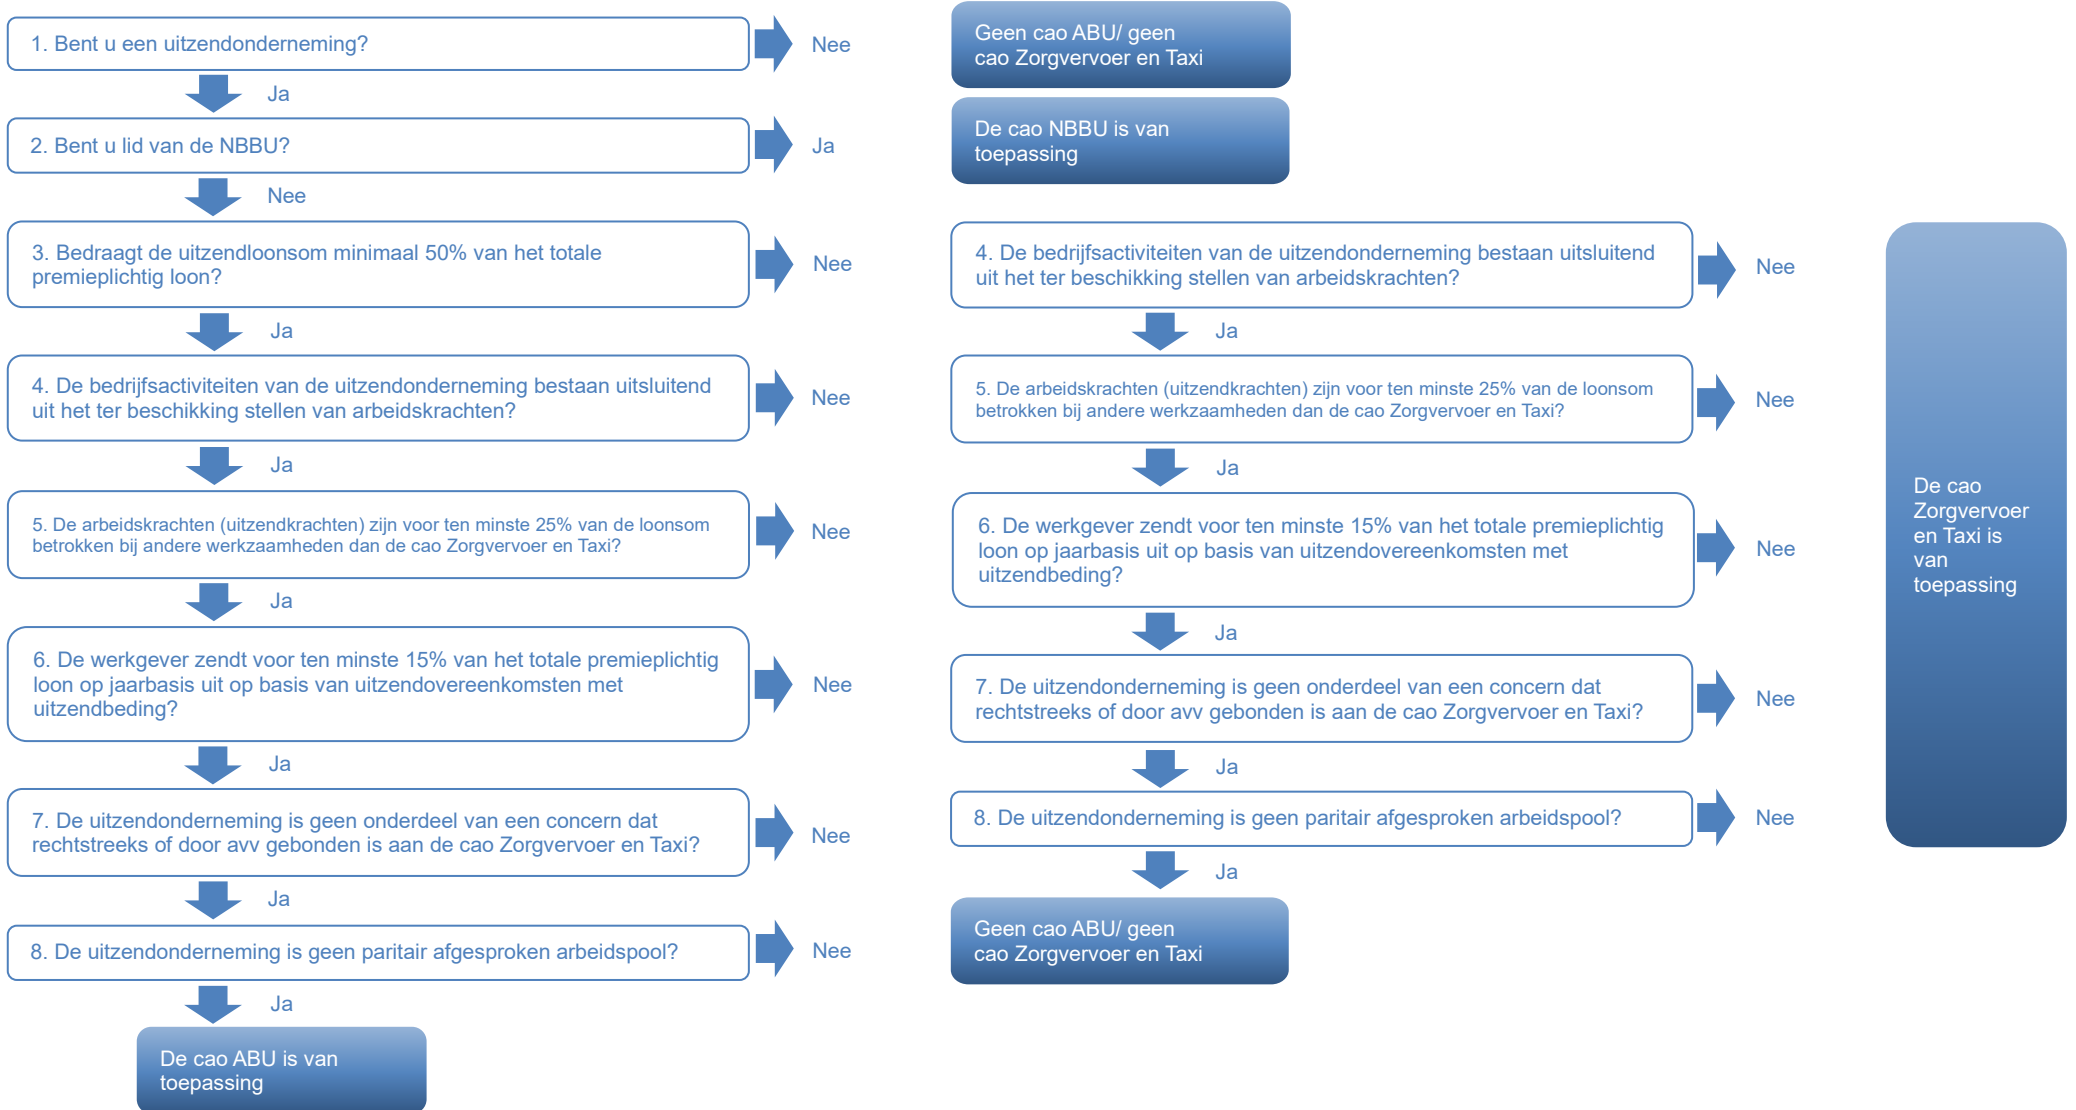 1. Bent u een uitzendonderneming?
Nee
Geen cao ABU/ geen
cao Zorgvervoer en Taxi
Ja
2. Bent u lid van de NBBU?
Ja
De cao NBBU is van
toepassing
Nee
3. Bedraagt de uitzendloonsom minimaal 50% van het totale
premieplichtig loon?
Nee
Ja
4. De bedrijfsactiviteiten van de uitzendonderneming bestaan uitsluitend
uit het ter beschikking stellen van arbeidskrachten?
Nee
Ja
5. De arbeidskrachten (uitzendkrachten) zijn voor ten minste 25% van de loonsom
betrokken bij andere werkzaamheden dan de cao Zorgvervoer en Taxi?
Nee
Ja
6. De werkgever zendt voor ten minste 15% van het totale premieplichtig
loon op jaarbasis uit op basis van uitzendovereenkomsten met
uitzendbeding?
Nee
Ja
7. De uitzendonderneming is geen onderdeel van een concern dat
rechtstreeks of door avv gebonden is aan de cao Zorgvervoer en Taxi?
Nee
Ja
8. De uitzendonderneming is geen paritair afgesproken arbeidspool?
Nee
Ja
De cao ABU is van
toepassing
4. De bedrijfsactiviteiten van de uitzendonderneming bestaan uitsluitend
uit het ter beschikking stellen van arbeidskrachten?
Nee
Ja
5. De arbeidskrachten (uitzendkrachten) zijn voor ten minste 25% van de loonsom
betrokken bij andere werkzaamheden dan de cao Zorgvervoer en Taxi?
Nee
Ja
6. De werkgever zendt voor ten minste 15% van het totale premieplichtig
loon op jaarbasis uit op basis van uitzendovereenkomsten met
uitzendbeding?
Nee
Ja
7. De uitzendonderneming is geen onderdeel van een concern dat
rechtstreeks of door avv gebonden is aan de cao Zorgvervoer en Taxi?
Nee
Ja
8. De uitzendonderneming is geen paritair afgesproken arbeidspool?
Nee
Ja
Geen cao ABU/ geen
cao Zorgvervoer en Taxi
De cao
Zorgvervoer
en Taxi is
van
toepassing